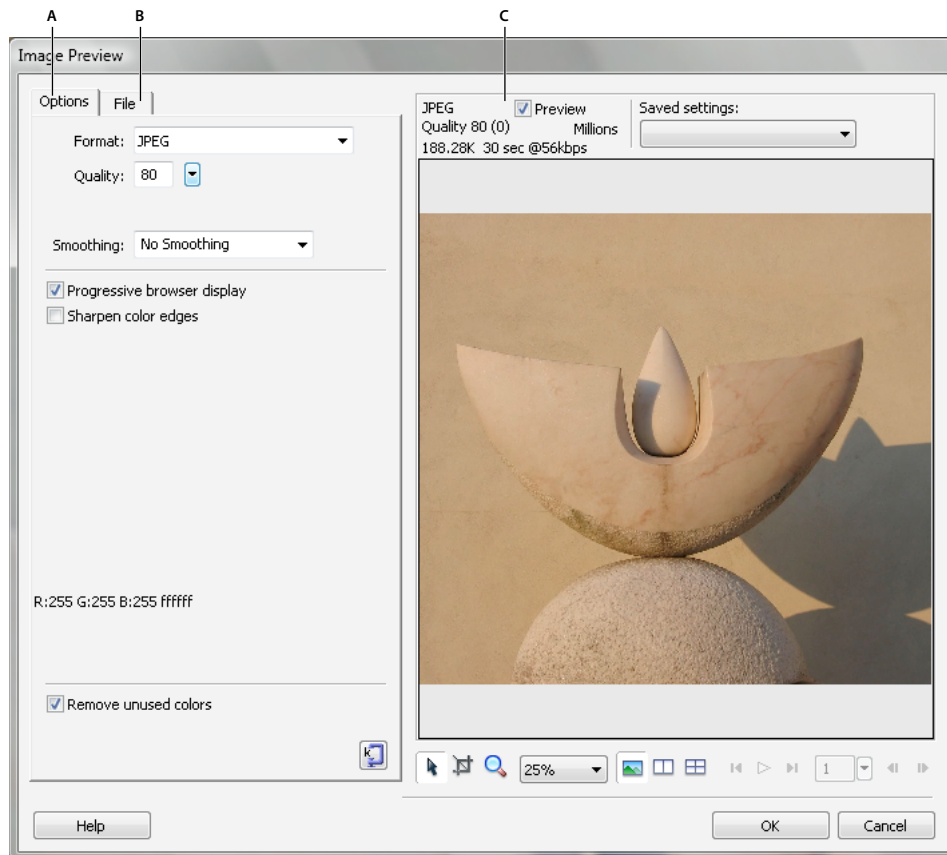 A B C
Image Preview
Options File
Format: JPEG
Quality: 80
Smoothing: No Smoothing
Progressive browser display
Sharpen color edges
R:255 G:255 B:255 ffffff
Remove unused colors
JPEG Preview Saved settings:
Quality 80 (0) Millions
188.28K 30 sec @56kbps
25% 1
Help OK Cancel